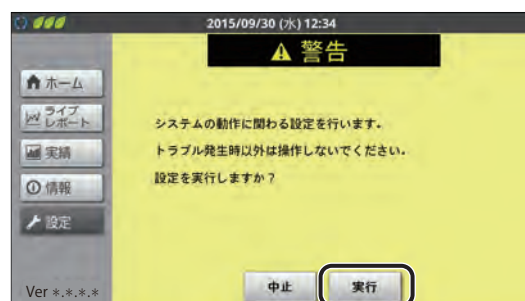 2015/09/30 (水) 12:34
警告
ホーム
ライブ
レポート
実績
情報
設定
システムの動作に関わる設定を行います。
トラブル発生時以外は操作しないでください。
設定を実行しますか？
中止
実行
Ver *.*.*.*